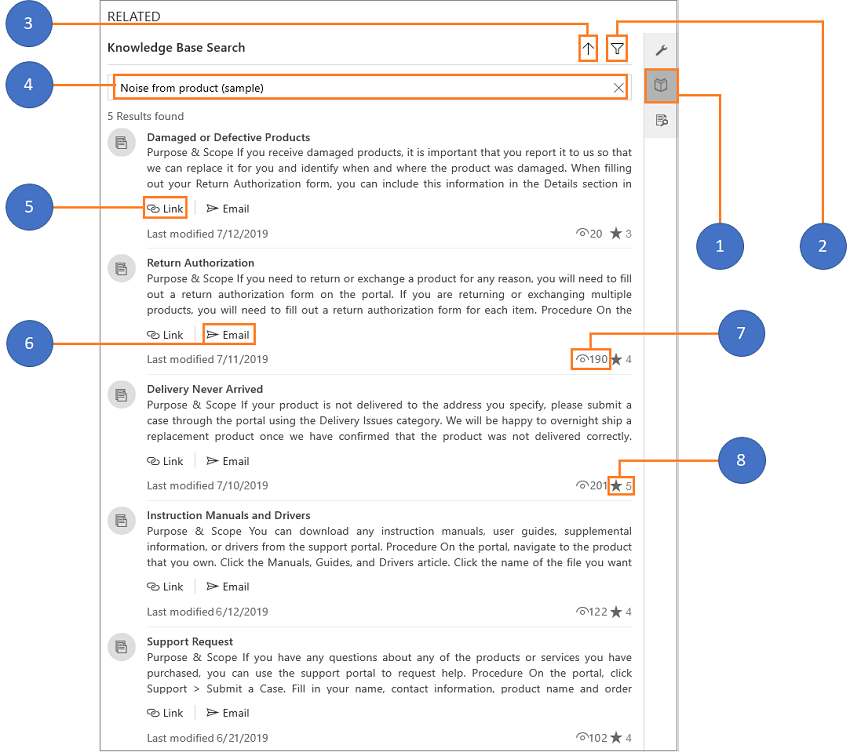 RELATED
3
Knowledge Base Search
4
Noise from product (sample)
5 Results found
Damaged or Defective Products
Purpose & Scope If you receive damaged products, it is important that you report it to us so that
we can replace it for you and identify when and where the product was damaged. When filling
out your Return Authorization form, you can include this information in the Details section in
5
Link Email
Last modified 7/12/2019 20 3
1
2
Return Authorization
Purpose & Scope If you need to return or exchange a product for any reason, you will need to fill
out a return authorization form on the portal. If you are returning or exchanging multiple
products, you will need to fill out a return authorization form for each item. Procedure On the
6
Link Email
7
Last modified 7/11/2019 190 4
Delivery Never Arrived
Purpose & Scope If your product is not delivered to the address you specify, please submit a
case through the portal using the Delivery Issues category. We will be happy to overnight ship a
replacement product once we have confirmed that the product was not delivered correctly.
Link Email
8
Last modified 7/10/2019 201 5
Instruction Manuals and Drivers
Purpose & Scope You can download any instruction manuals, user guides, supplemental
information, or drivers from the support portal. Procedure On the portal, navigate to the product
that you own. Click the Manuals, Guides, and Drivers article. Click the name of the file you want
Link Email
Last modified 6/12/2019 122 4
Support Request
Purpose & Scope If you have any questions about any of the products or services you have
purchased, you can use the support portal to request help. Procedure On the portal, click
Support > Submit a Case. Fill in your name, contact information, product name and order
Link Email
Last modified 6/21/2019 102 4